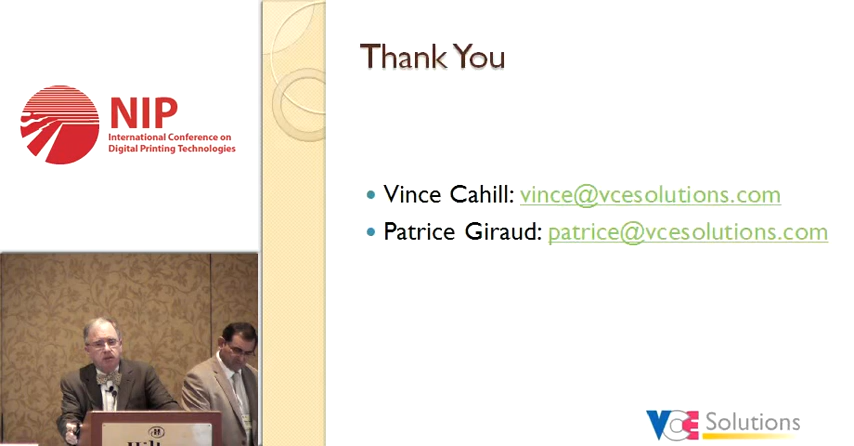 NIP
International Conference on
Digital Printing Technologies
Thank You
Vince Cahill: vince@vcesolutions.com
Patrice Giraud: patrice@vcesolutions.com
VCE Solutions